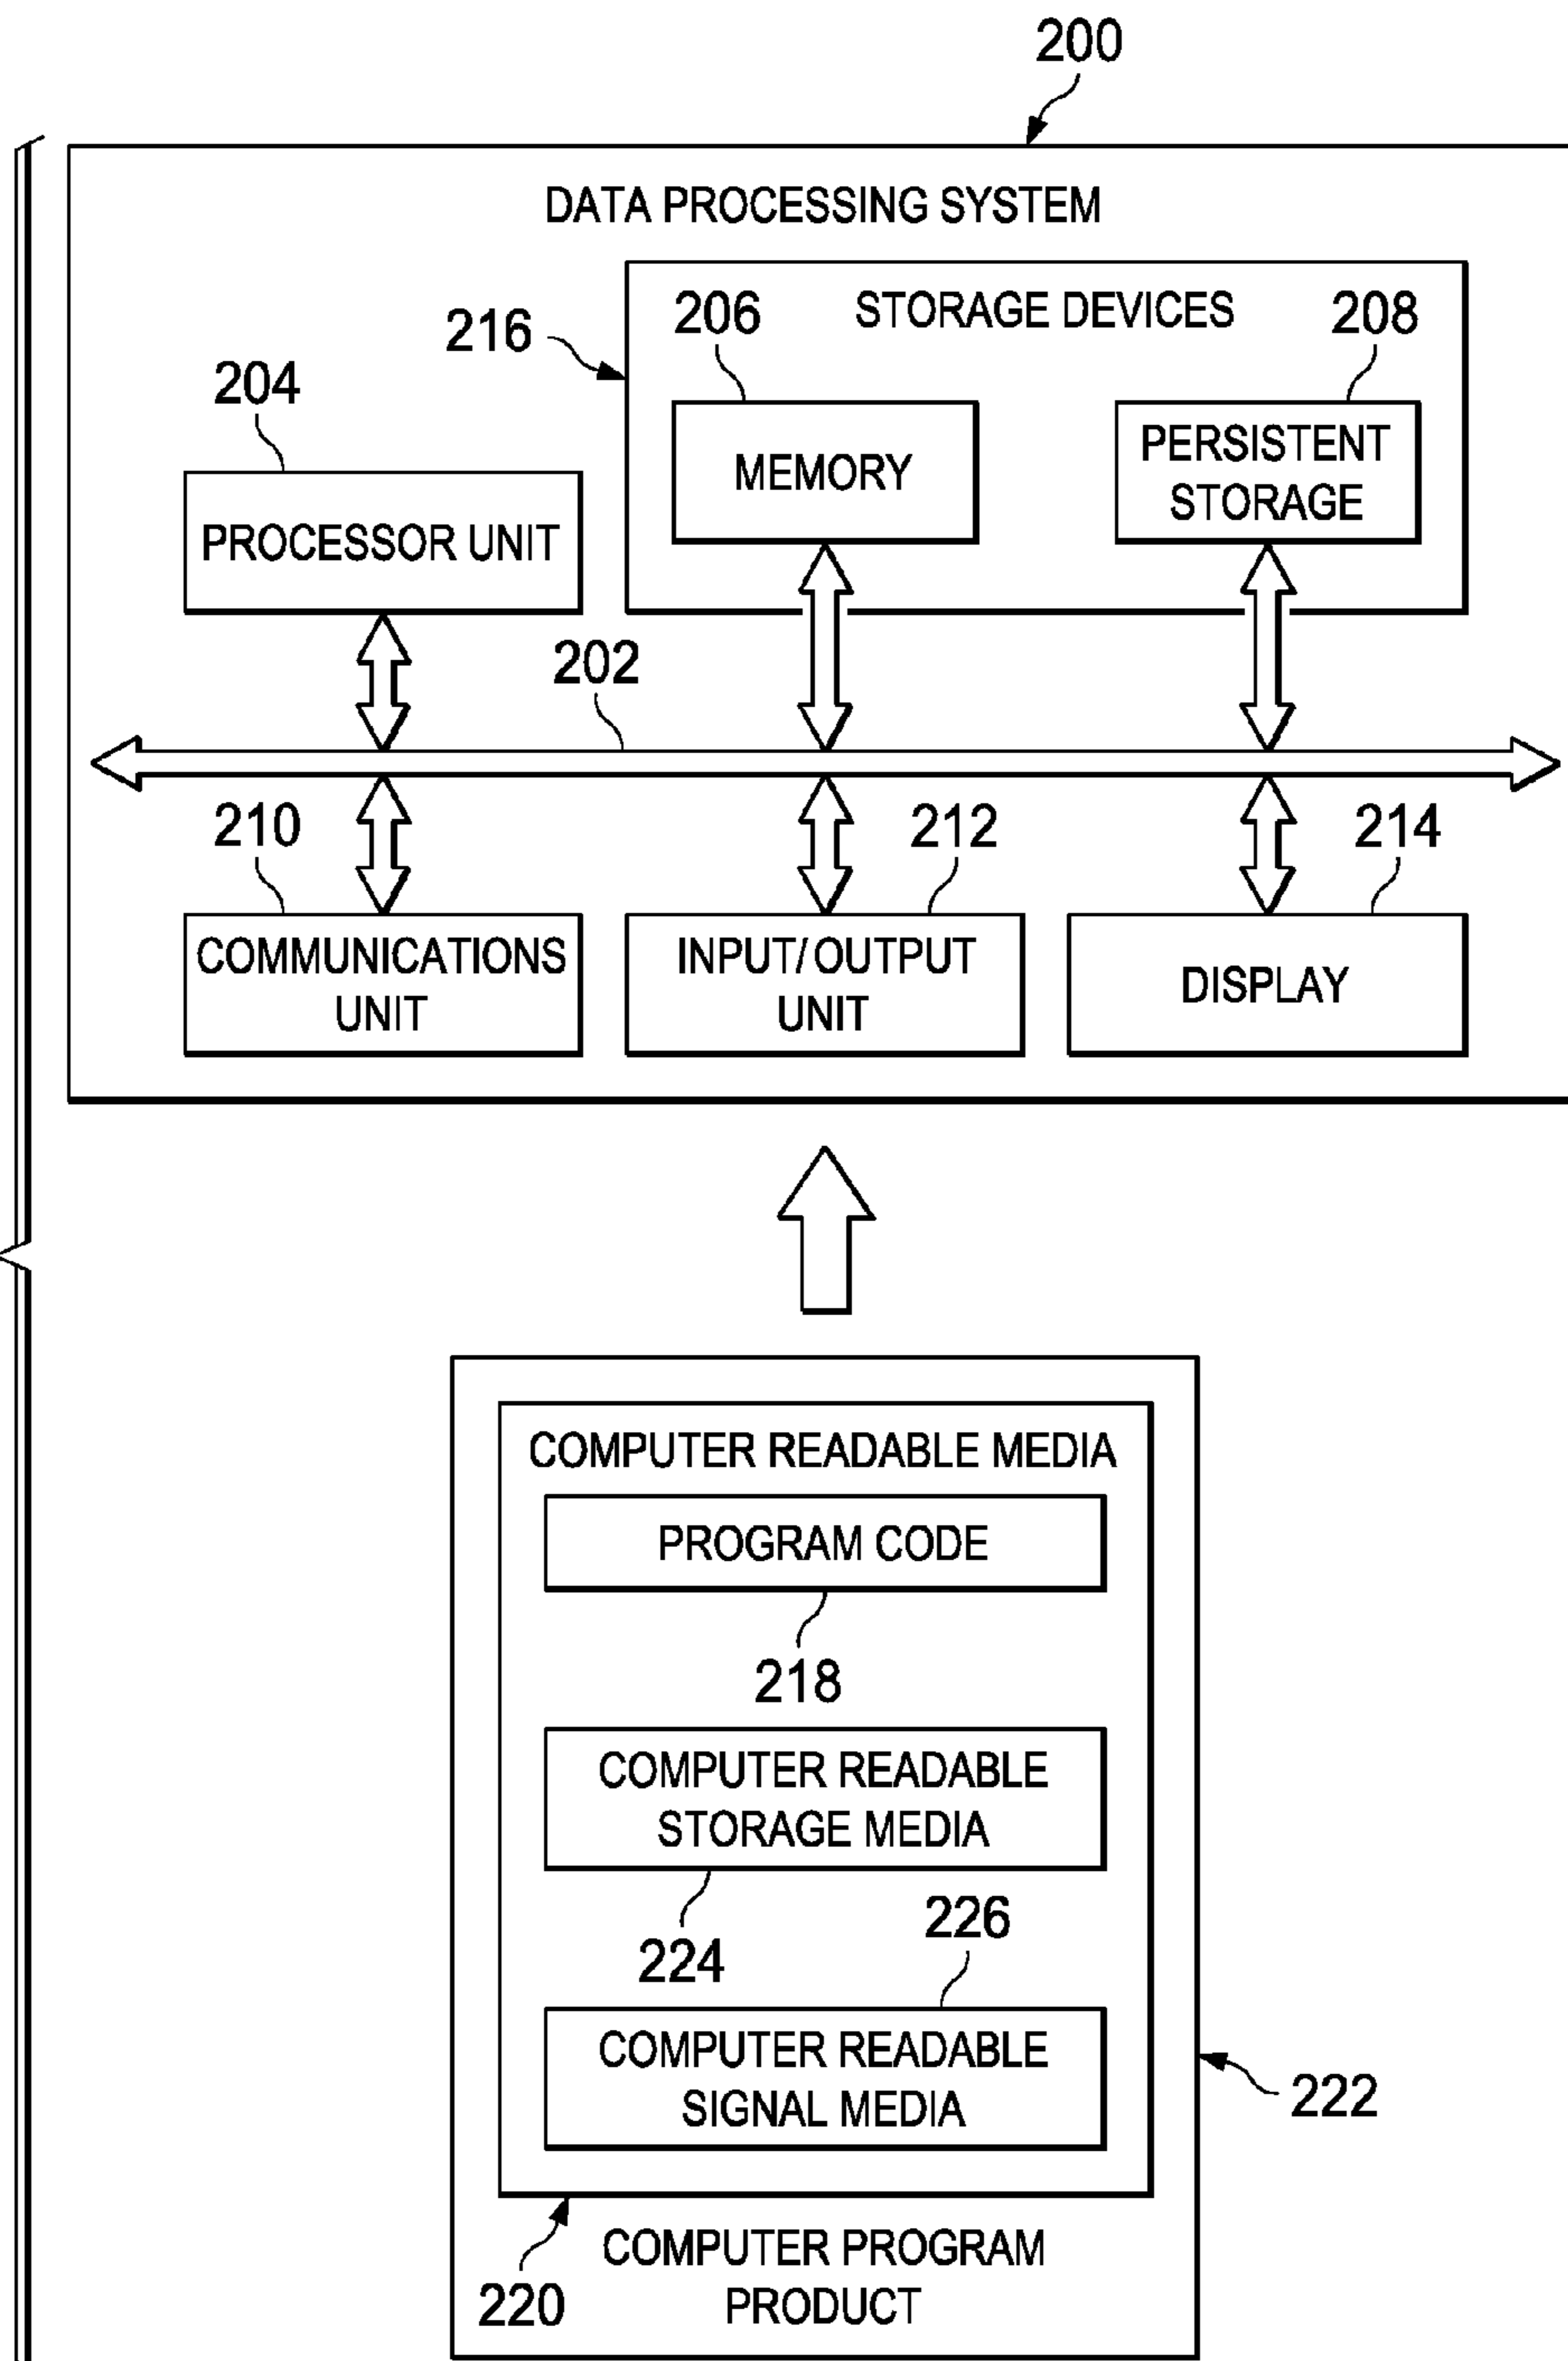 200
DATA PROCESSING SYSTEM
216
206
STORAGE DEVICES
208
204
MEMORY
PERSISTENT
STORAGE
PROCESSOR UNIT
202
210
212
214
COMMUNICATIONS
UNIT
INPUT/OUTPUT
UNIT
DISPLAY
COMPUTER READABLE MEDIA
PROGRAM CODE
218
COMPUTER READABLE
STORAGE MEDIA
224
226
COMPUTER READABLE
SIGNAL MEDIA
222
220
COMPUTER PROGRAM
PRODUCT